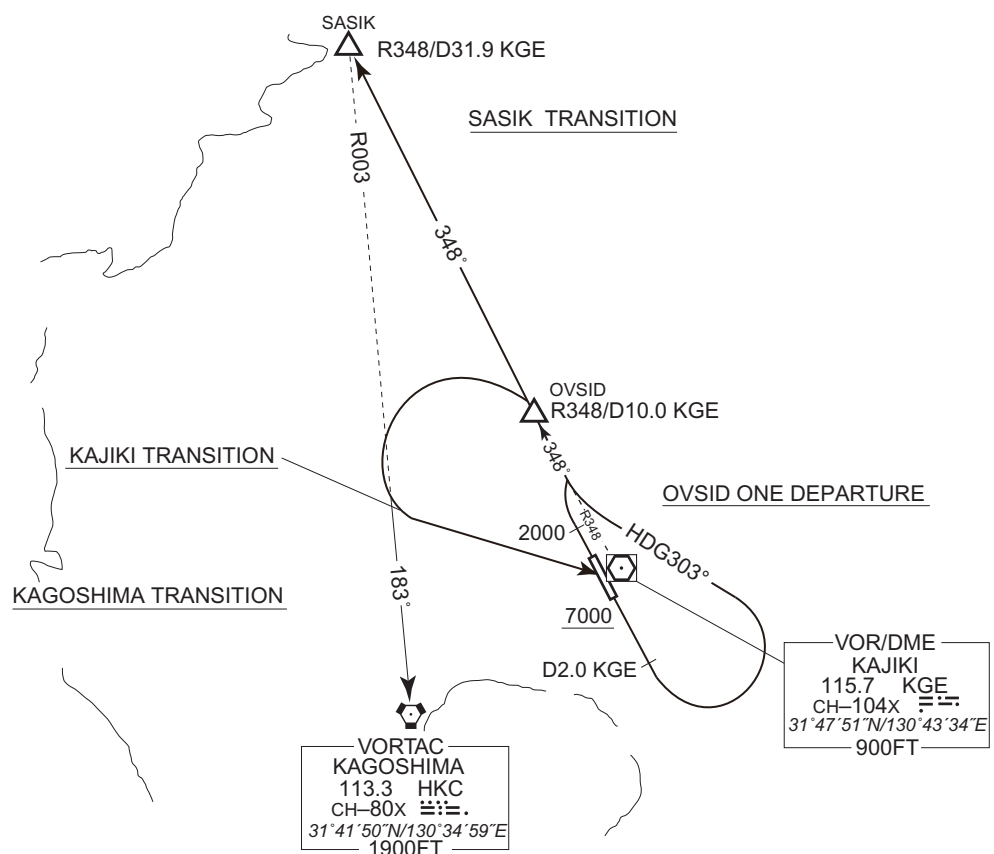 SASIK
R348/D31.9 KGE
SASIK TRANSITION
R003
348°
OVSID
R348/D10.0 KGE
KAJIKI TRANSITION
348°
OVSID ONE DEPARTURE
R348
2000
HDG303°
KAGOSHIMA TRANSITION
183°
7000
D2.0 KGE
VOR/DME
KAJIKI
115.7 KGE
CH–104X
31°47´51˝N/130°43´34˝E
900FT
VORTAC
KAGOSHIMA
113.3 HKC
CH–80X
31°41´50˝N/130°34´59˝E
1900FT